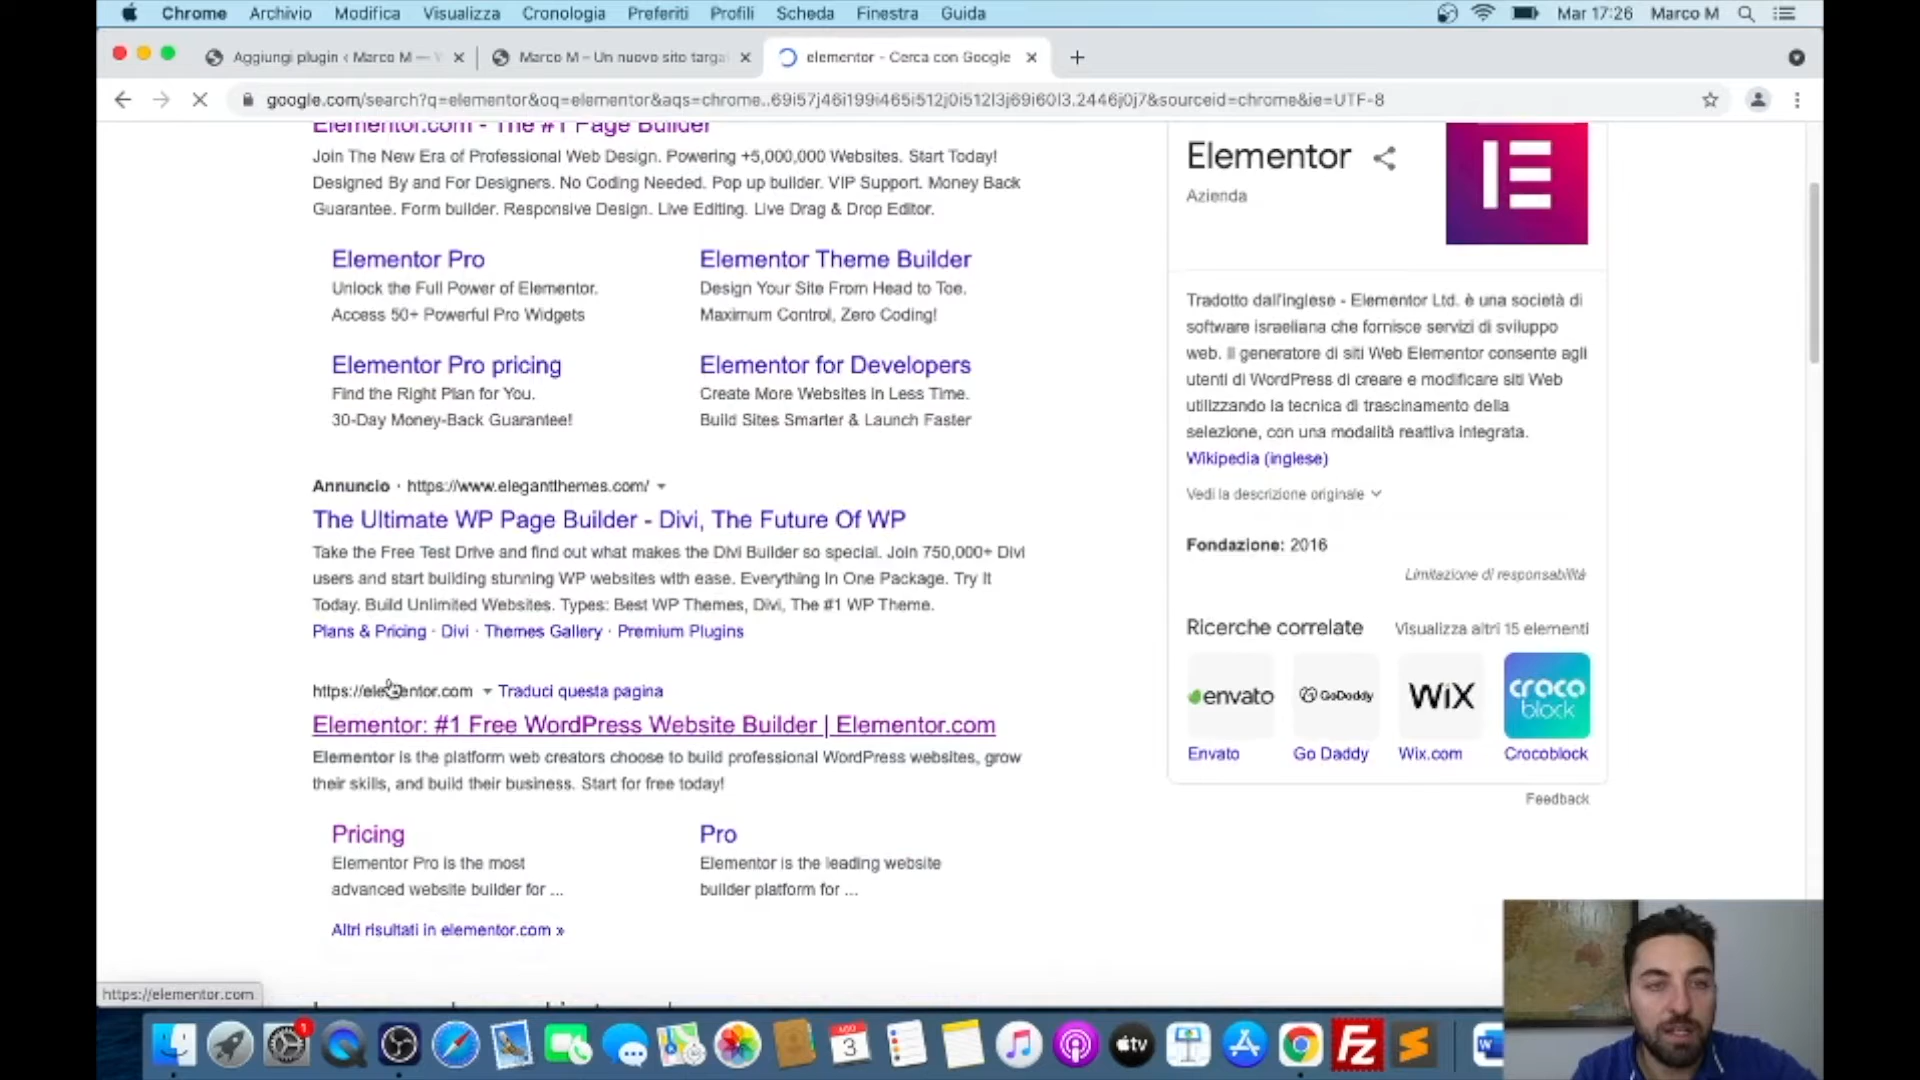 Chrome Archivio Modifica Visualizza Cronologia Preferiti Profili Scheda Finestra Guida Mar 17:26 Marco M
Aggiungi plugin ‹ Marco M — Marco M – Un nuovo sito targa elementor - Cerca con Google
google.com/search?q=elementor&oq=elementor&aqs=chrome..69i57j46i199i465i512j0i512l3j69i60l3.2446j0j7&sourceid=chrome&ie=UTF-8
Elementor.com - The #1 Page Builder
Join The New Era of Professional Web Design. Powering +5,000,000 Websites. Start Today!
Designed By and For Designers. No Coding Needed. Pop up builder. VIP Support. Money Back
Guarantee. Form builder. Responsive Design. Live Editing. Live Drag & Drop Editor.
Elementor Pro
Unlock the Full Power of Elementor.
Access 50+ Powerful Pro Widgets
Elementor Theme Builder
Design Your Site From Head to Toe.
Maximum Control, Zero Coding!
Elementor Pro pricing
Find the Right Plan for You.
30-Day Money-Back Guarantee!
Elementor for Developers
Create More Websites in Less Time.
Build Sites Smarter & Launch Faster
Annuncio · https://www.elegantthemes.com/
The Ultimate WP Page Builder - Divi, The Future Of WP
Take the Free Test Drive and find out what makes the Divi Builder so special. Join 750,000+ Divi
users and start building stunning WP websites with ease. Everything In One Package. Try It
Today. Build Unlimited Websites. Types: Best WP Themes, Divi, The #1 WP Theme.
Plans & Pricing · Divi · Themes Gallery · Premium Plugins
https://elementor.com Traduci questa pagina
Elementor: #1 Free WordPress Website Builder | Elementor.com
Elementor is the platform web creators choose to build professional WordPress websites, grow
their skills, and build their business. Start for free today!
Pricing
Elementor Pro is the most
advanced website builder for ...
Pro
Elementor is the leading website
builder platform for ...
Altri risultati in elementor.com »
Elementor
Azienda
Tradotto dall'inglese - Elementor Ltd. è una società di
software israeliana che fornisce servizi di sviluppo
web. Il generatore di siti Web Elementor consente agli
utenti di WordPress di creare e modificare siti Web
utilizzando la tecnica di trascinamento della
selezione, con una modalità reattiva integrata.
Wikipedia (inglese)
Vedi la descrizione originale
Fondazione: 2016
Limitazione di responsabilità
Ricerche correlate Visualizza altri 15 elementi
envato GoDaddy WiX croco
block
Envato Go Daddy Wix.com Crocoblock
Feedback
https://elementor.com
1 AGO 3 tv Fz S W